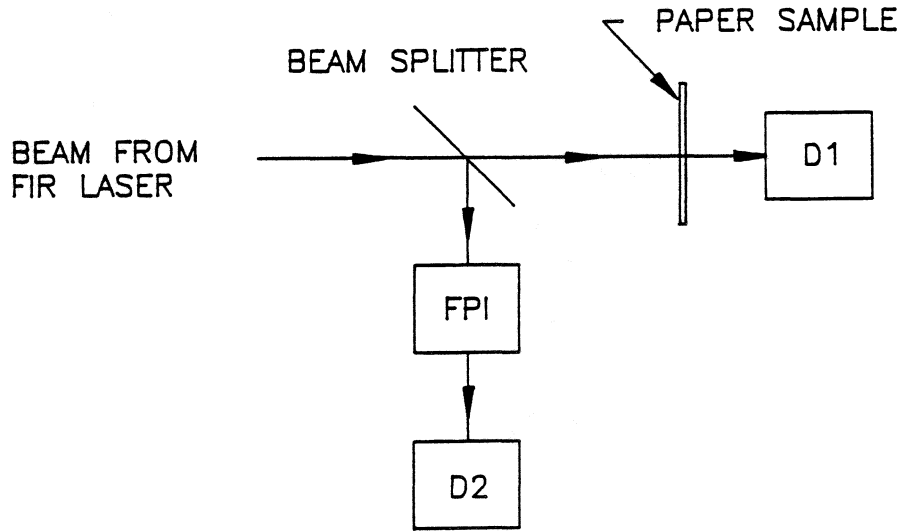 PAPER SAMPLE
BEAM SPLITTER
BEAM FROM
FIR LASER
D1
FPI
D2